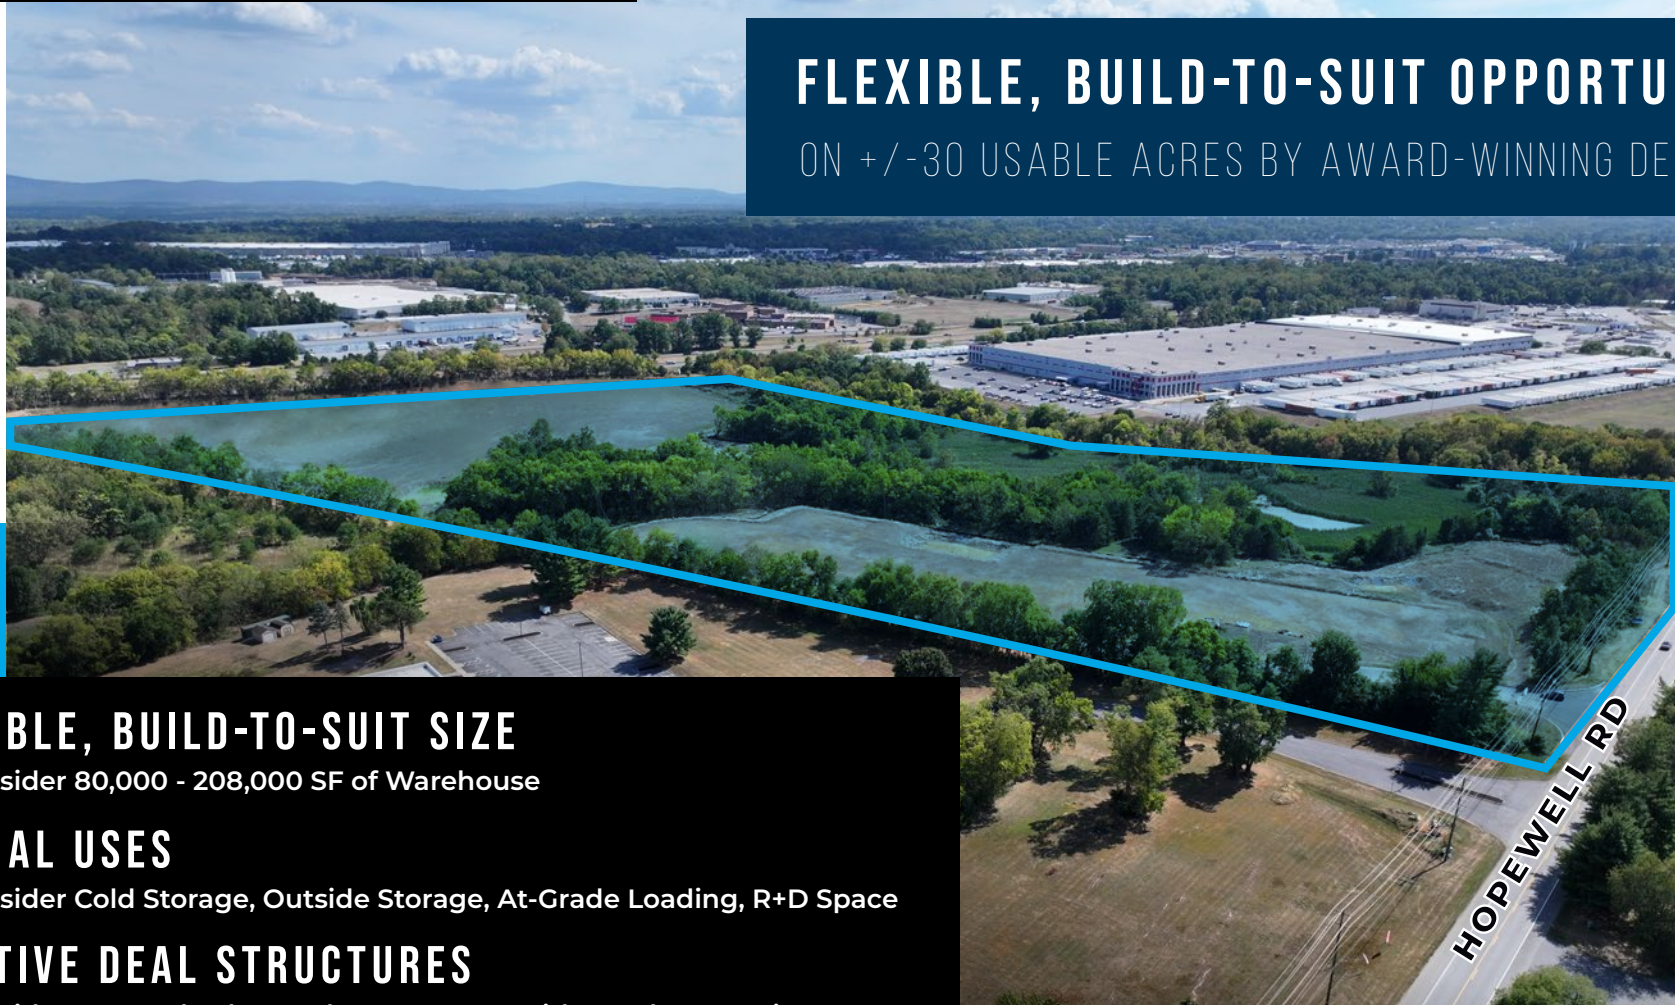 FLEXIBLE, BUILD-TO-SUIT OPPORTU
ON +/-30 USABLE ACRES BY AWARD-WINNING DE
BLE, BUILD-TO-SUIT SIZE
sider 80,000 - 208,000 SF of Warehouse
AL USES
sider Cold Storage, Outside Storage, At-Grade Loading, R+D Space
TIVE DEAL STRUCTURES
HOPEWELL RD